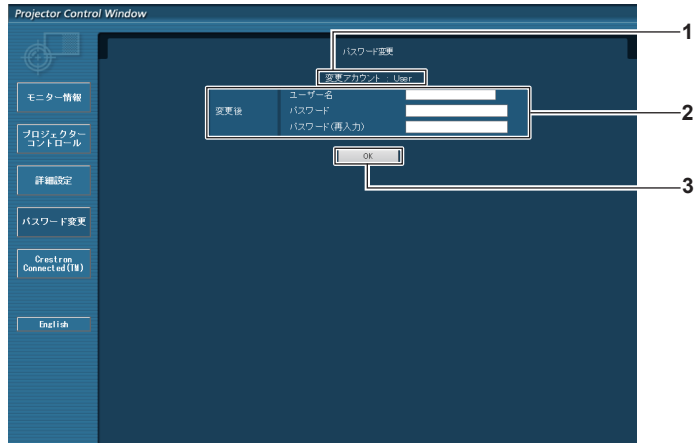 Projector Control Window
1
パスワード変更
変更アカウント : User
モニター情報
ユーザー名
変更後
パスワード
2
パスワード(再入力)
プロジェクター
コントロール
OK
詳細設定
3
パスワード変更
Crestron
Connected(TM)
English